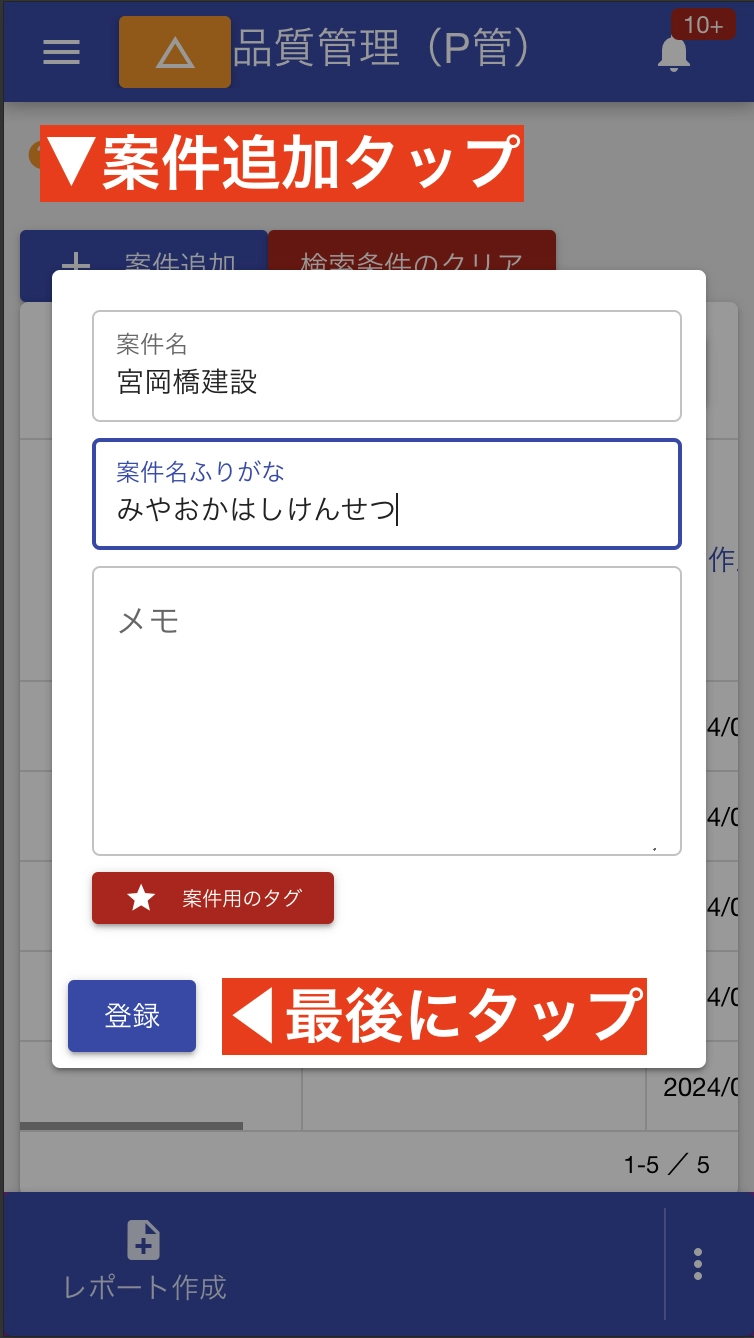 品質管理（P管）
10+
▼案件追加タップ
案件追加
検索条件のクリア
案件名
宮岡橋建設
案件名ふりがな
みやおかはしけんせつ
作
メモ
4/0
4/0
4/0
4/0
案件用のタグ
登録
◀最後にタップ
2024/0
1-5 ／ 5
レポート作成